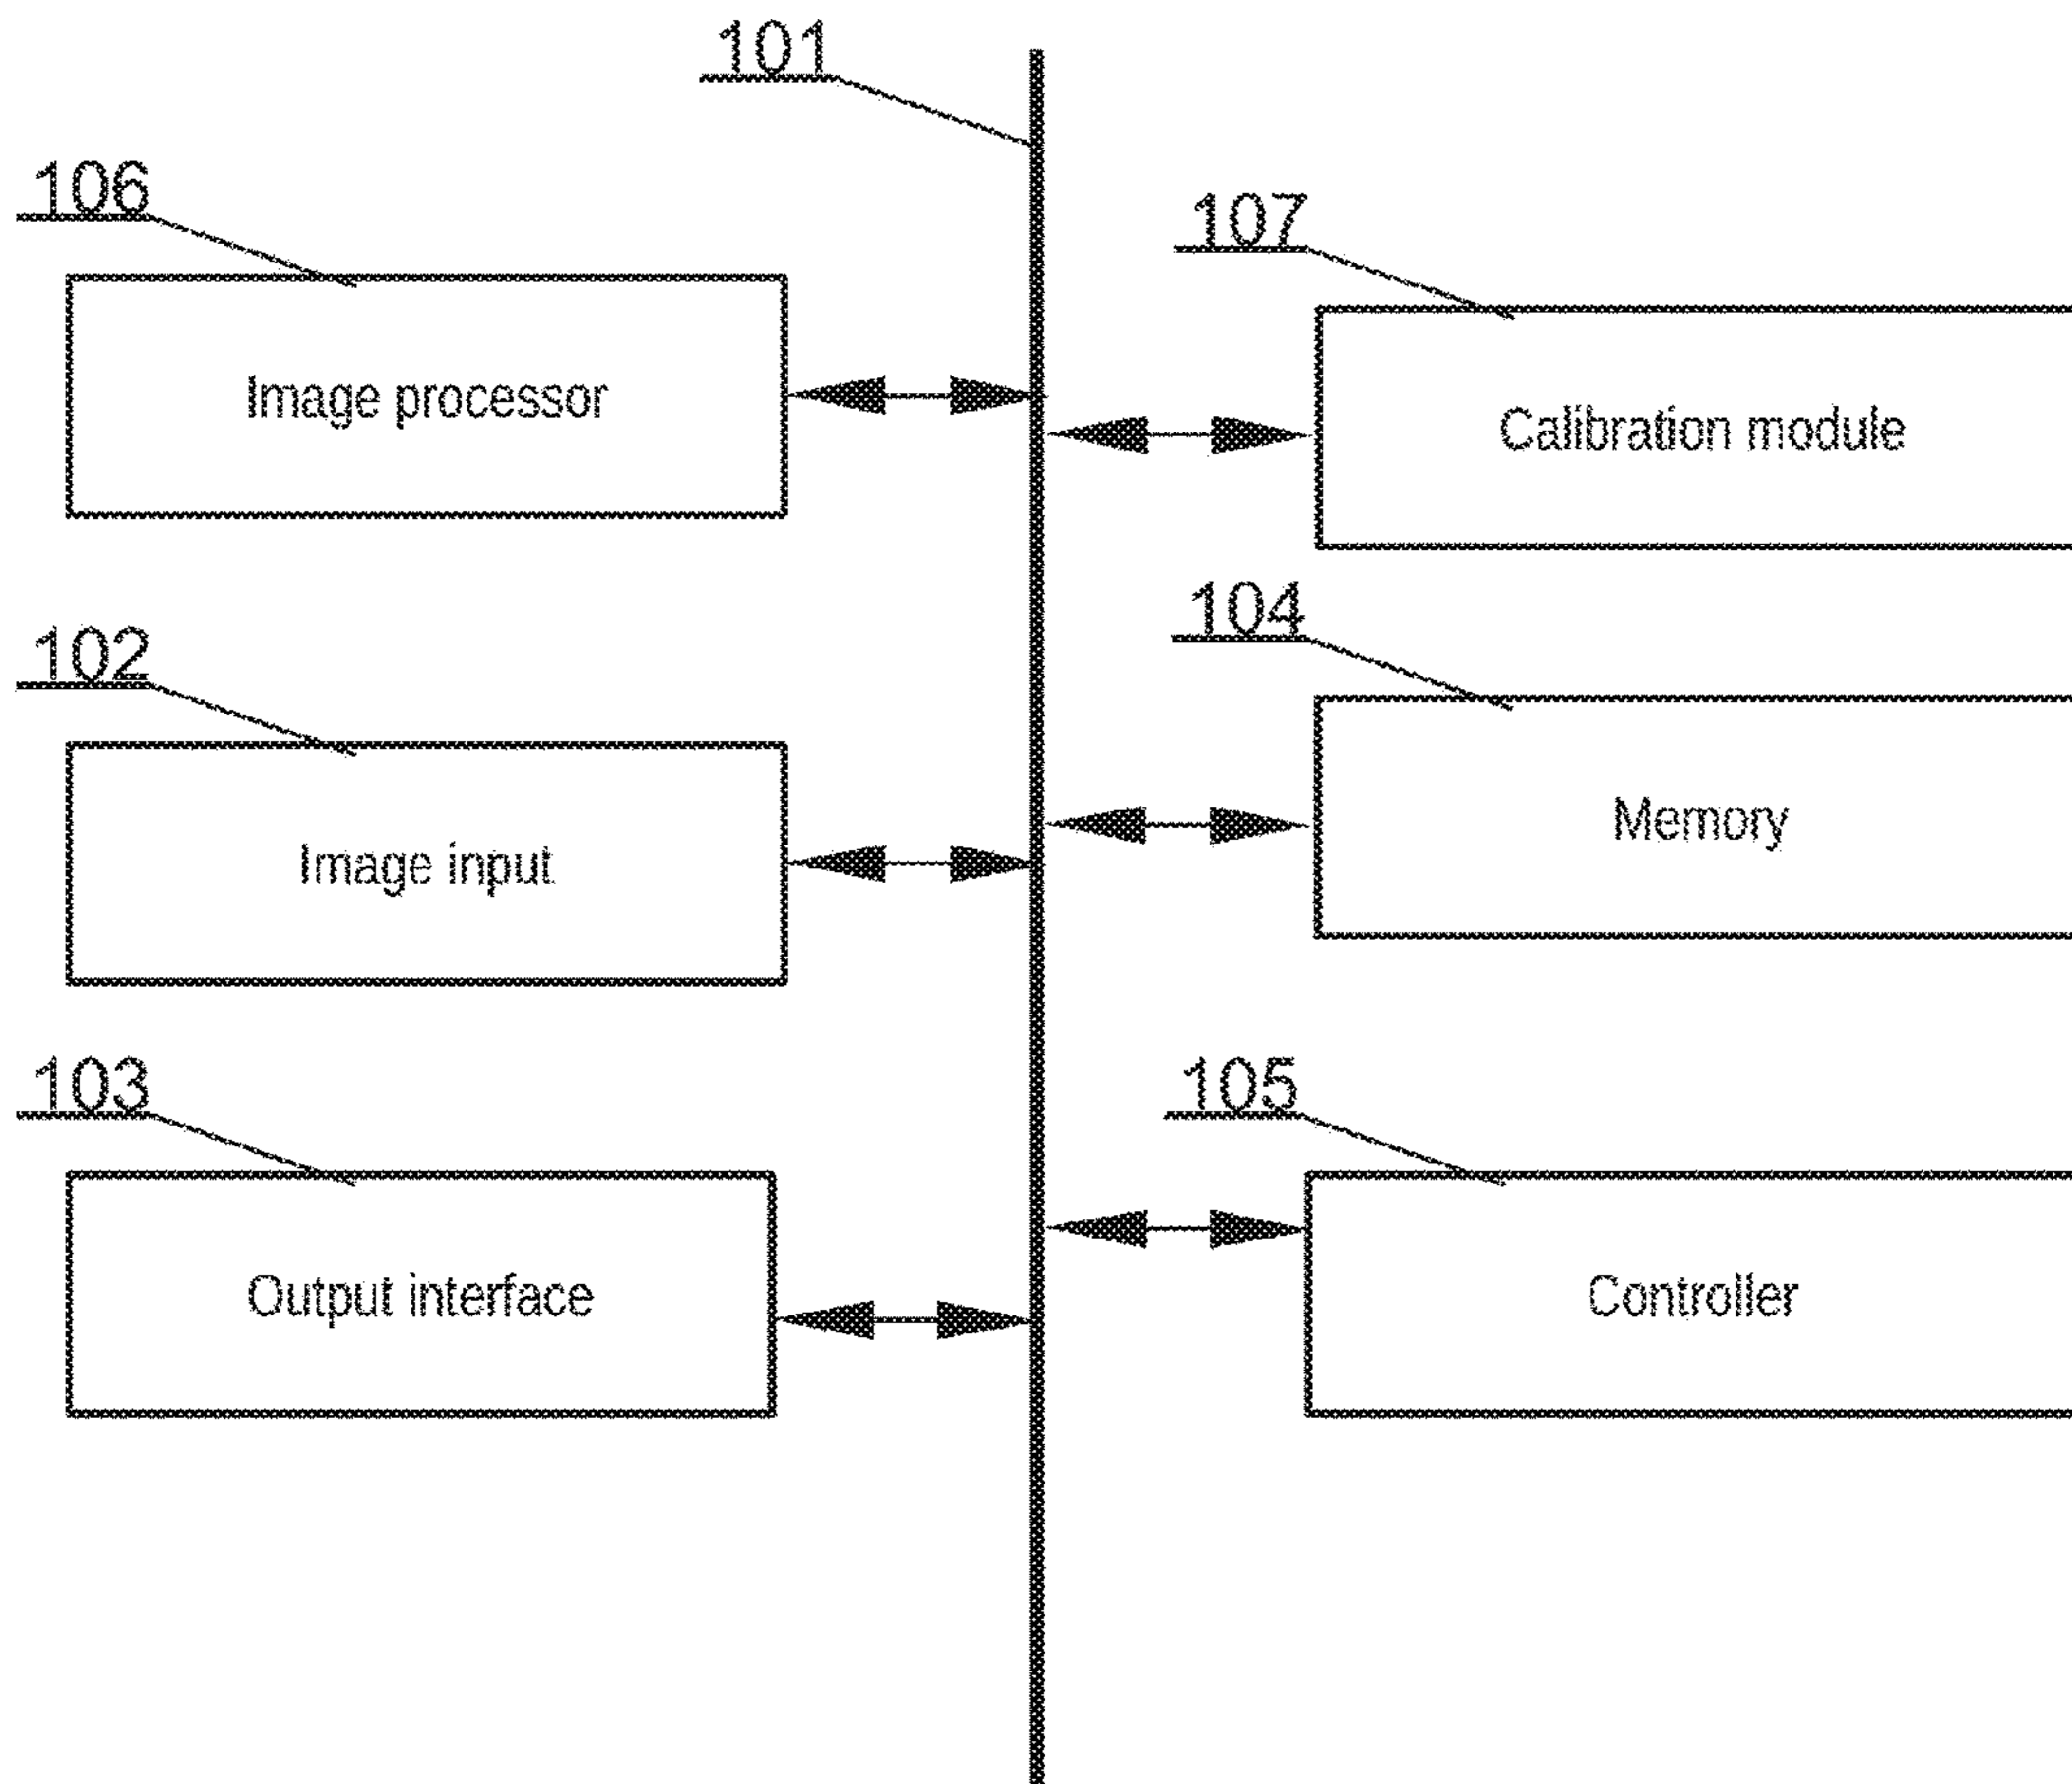 101
106
107
Image processor
Calibration module
104
102
Memory
Image input
103
105
Output interface
Controller